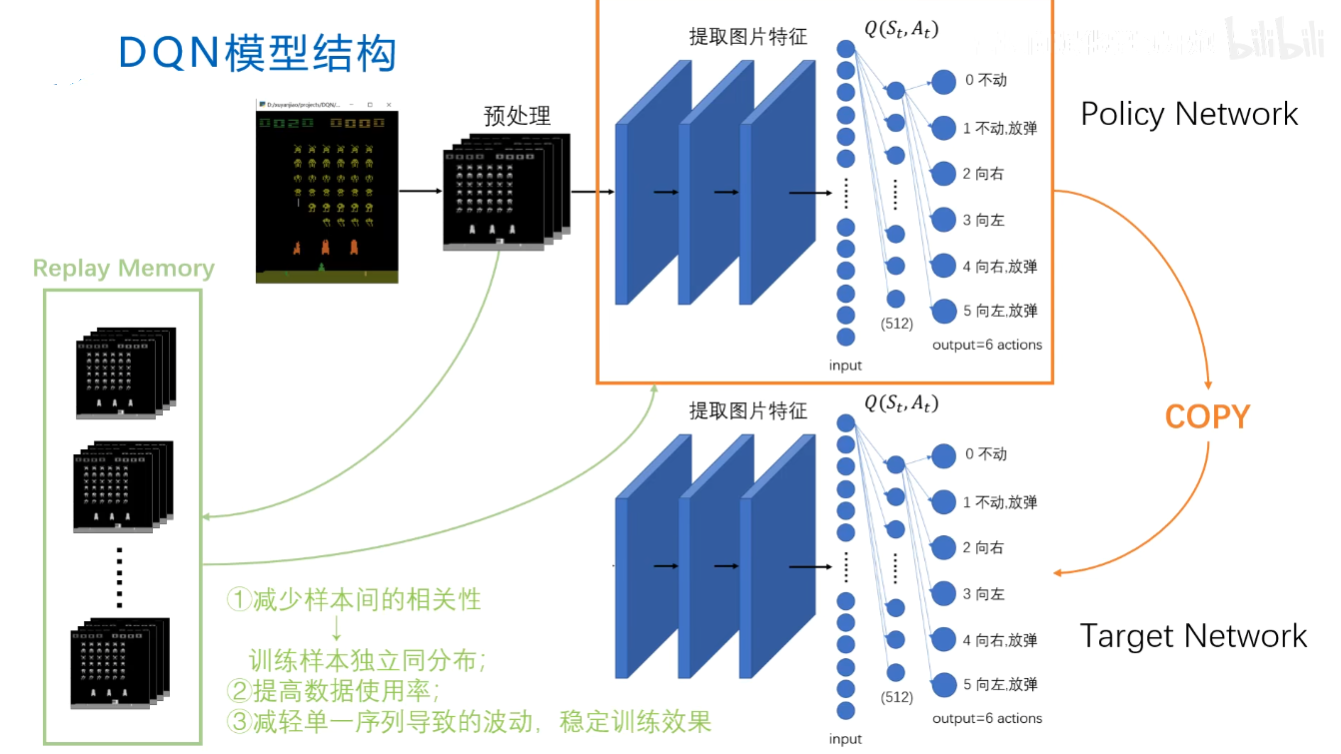 DQN模型结构
预处理
提取图片特征
Q(Sₜ, Aₜ)
0 不动
1 不动,放弹
2 向右
3 向左
4 向右,放弹
5 向左,放弹
(512)
output=6 actions
input
Policy Network
bilibili
COPY
Replay Memory
①减少样本间的相关性
↓
训练样本独立同分布;
②提高数据使用率;
③减轻单一序列导致的波动，稳定训练效果
提取图片特征
Q(Sₜ, Aₜ)
0 不动
1 不动,放弹
2 向右
3 向左
4 向右,放弹
5 向左,放弹
(512)
output=6 actions
input
Target Network